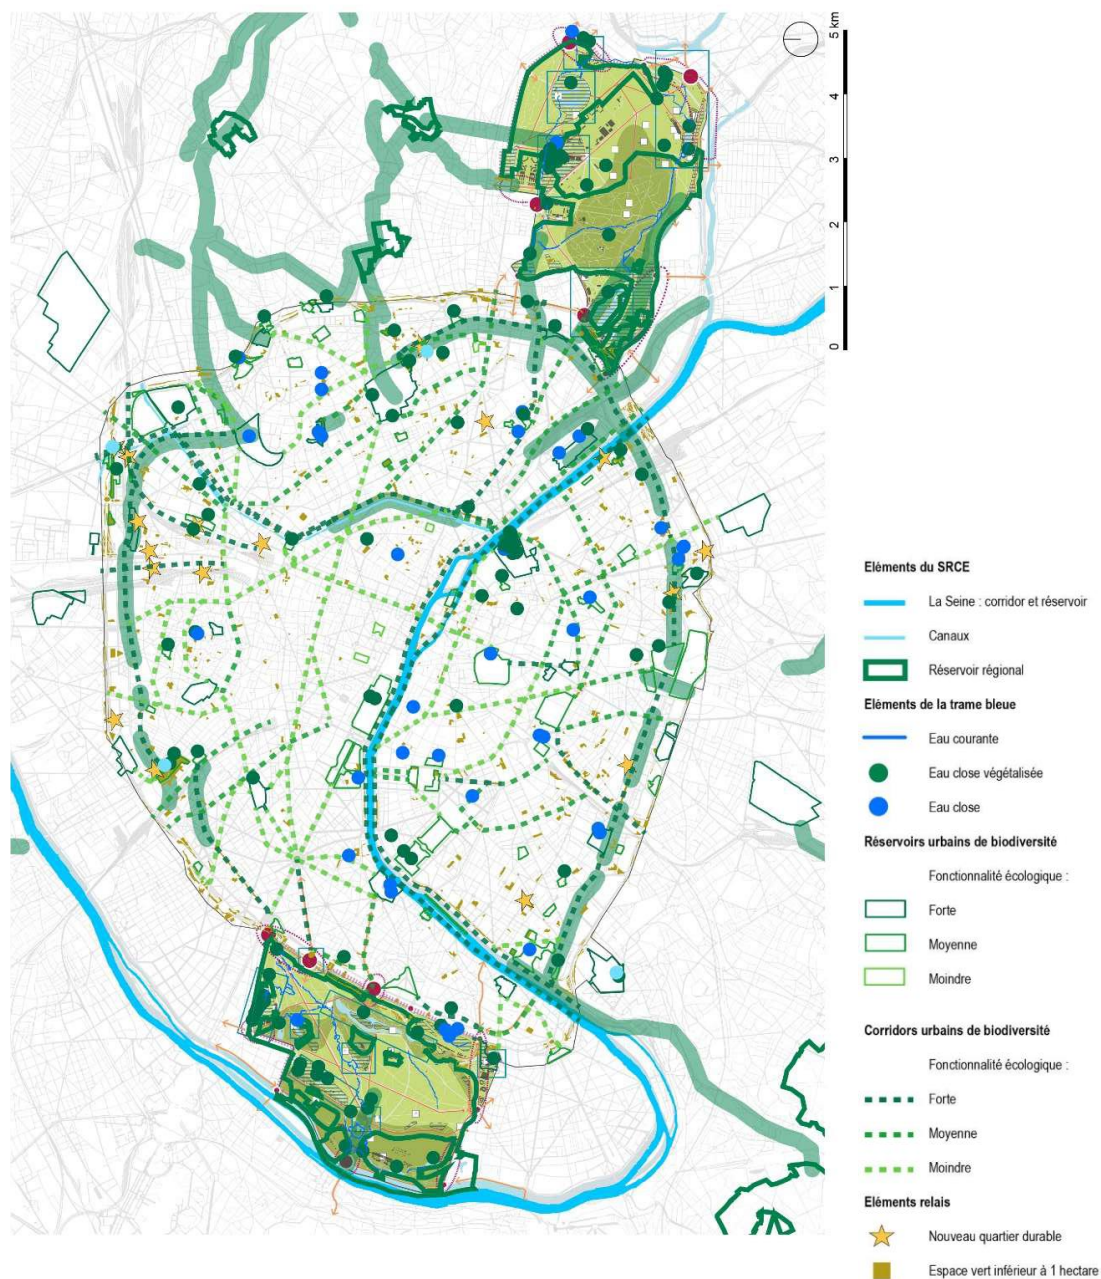 5 km
4
3
2
1
0
Eléments du SRCE
La Seine : corridor et réservoir
Canaux
Réservoir régional
Eléments de la trame bleue
Eau courante
Eau close végétalisée
Eau close
Réservoirs urbains de biodiversité
Fonctionnalité écologique :
Forte
Moyenne
Moindre
Corridors urbains de biodiversité
Fonctionnalité écologique :
Forte
Moyenne
Moindre
Eléments relais
Nouveau quartier durable
Espace vert inférieur à 1 hectare